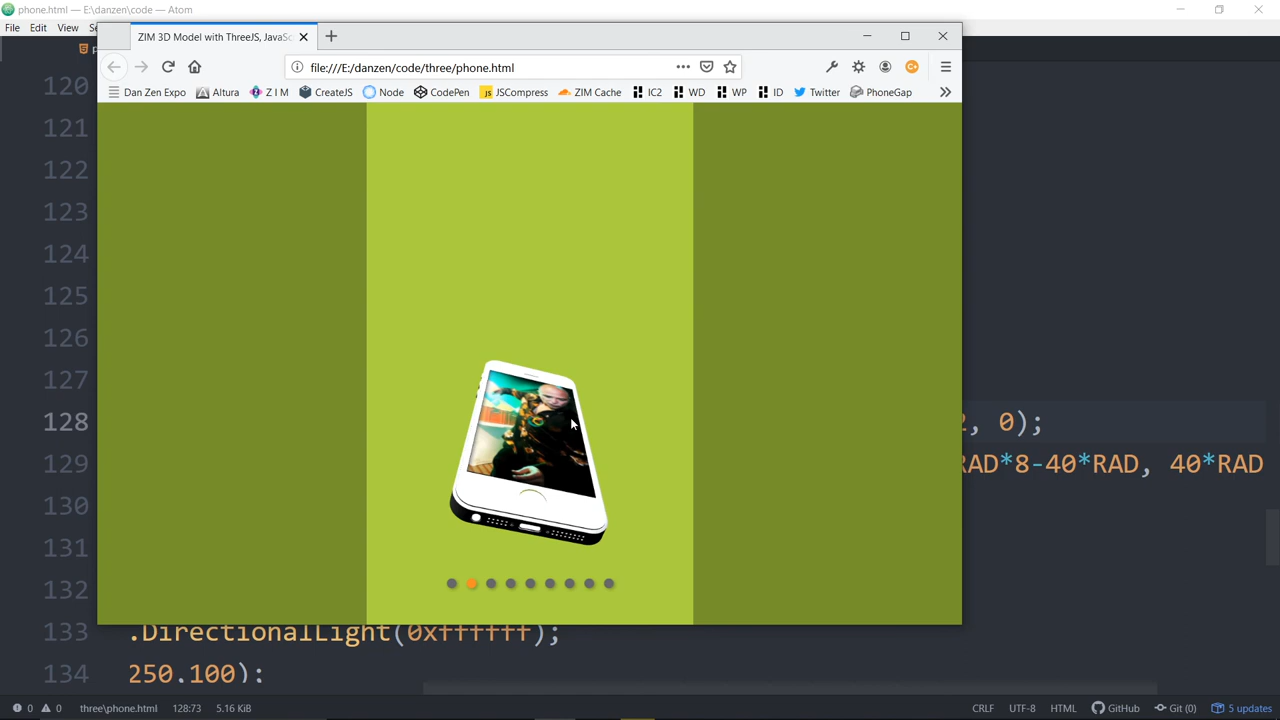 phone.html — E:\danzen\code — Atom
File Edit View
ZIM 3D Model with ThreeJS, JavaSc
file:///E:/danzen/code/three/phone.html
Dan Zen Expo Altura Z I M CreateJS Node CodePen JSCompress ZIM Cache IC2 WD WP ID Twitter PhoneGap
120
121
122
123
124
125
126
127
128 , 0);
129 RAD*8-40*RAD, 40*RAD
130
131
132
133 .DirectionalLight(0xffffff);
134 250,100);
0 0 three\phone.html 128:73 5.16 KiB CRLF UTF-8 HTML GitHub Git (0) 5 updates